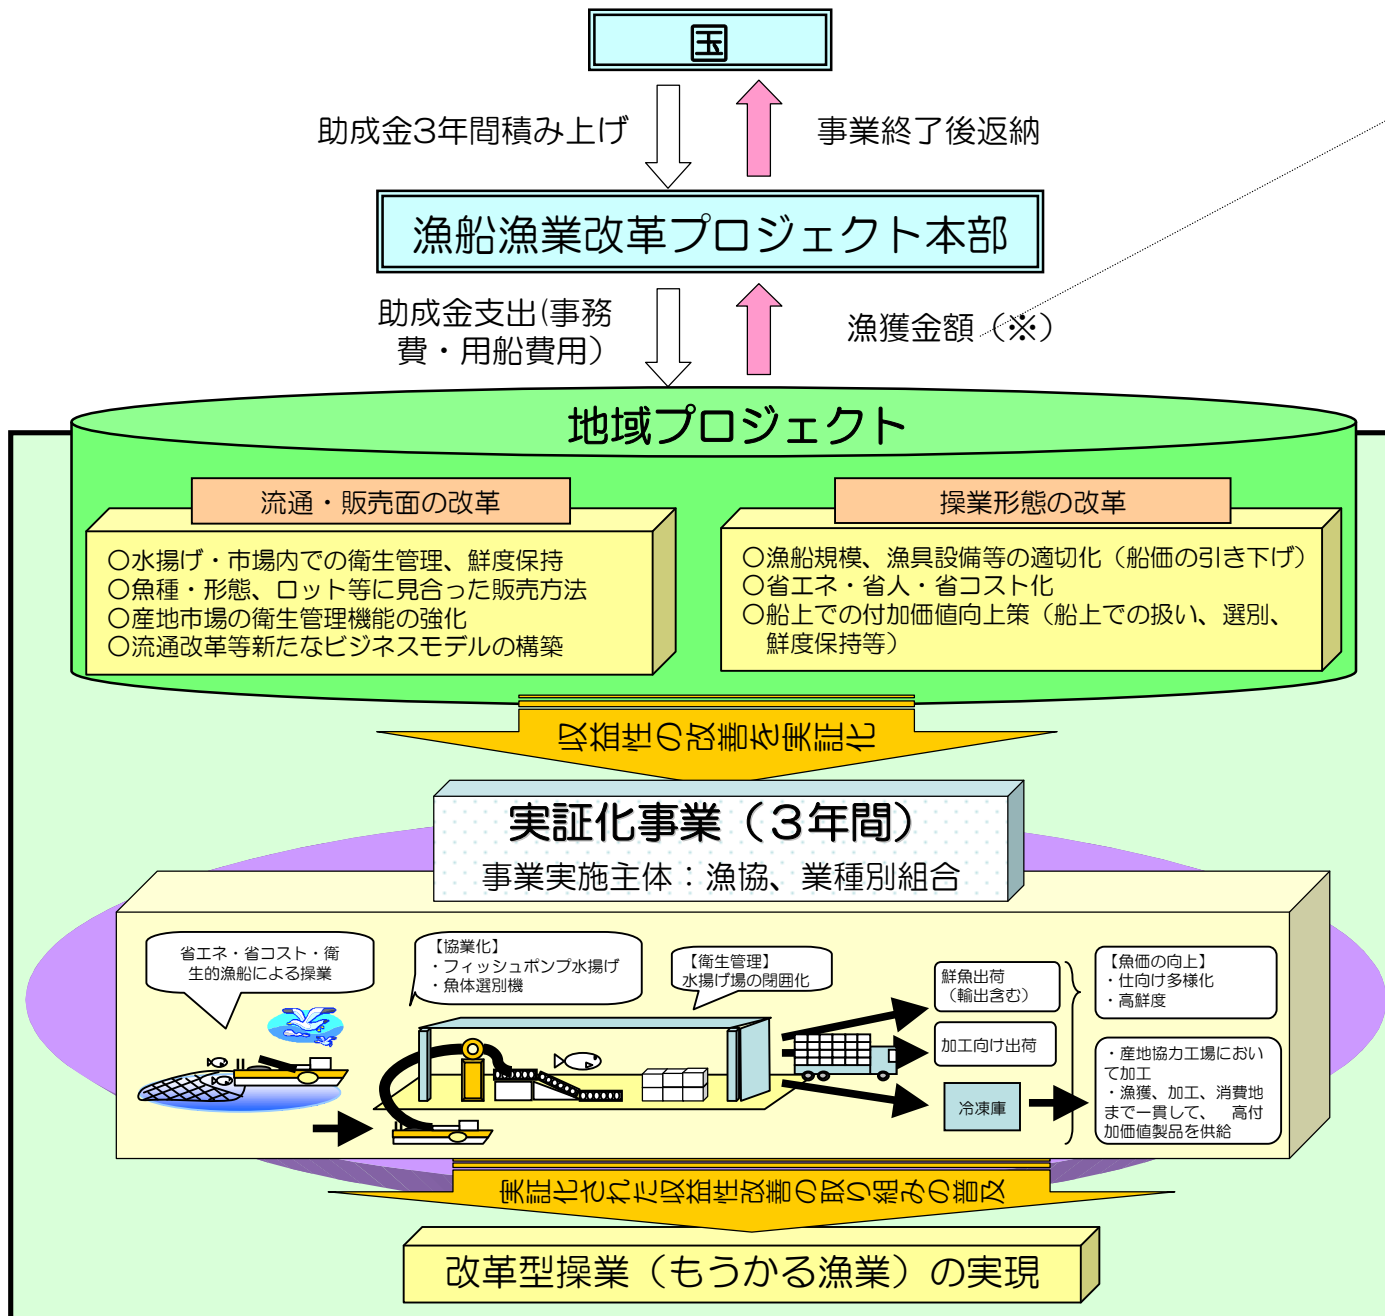 国
助成金3年間積み上げ
事業終了後返納
漁船漁業改革プロジェクト本部
助成金支出(事務
費・用船費用）
漁獲金額（※）
地域プロジェクト
流通・販売面の改革
○水揚げ・市場内での衛生管理、鮮度保持
○魚種・形態、ロット等に見合った販売方法
○産地市場の衛生管理機能の強化
○流通改革等新たなビジネスモデルの構築
操業形態の改革
○漁船規模、漁具設備等の適切化（船価の引き下げ）
○省エネ・省人・省コスト化
○船上での付加価値向上策（船上での扱い、選別、
鮮度保持等）
収益性の改善を実証化
実証化事業（３年間）
事業実施主体：漁協、業種別組合
省エネ・省コスト・衛
生的漁船による操業
【協業化】
・フィッシュポンプ水揚げ
・魚体選別機
【衛生管理】
水揚げ場の閉囲化
鮮魚出荷
（輸出含む）
加工向け出荷
冷凍庫
【魚価の向上】
・仕向け多様化
・高鮮度
・産地協力工場におい
て加工
・漁獲、加工、消費地
まで一貫して、　高付
加価値製品を供給
実証化された収益性改善の取り組みの普及
改革型操業（もうかる漁業）の実現